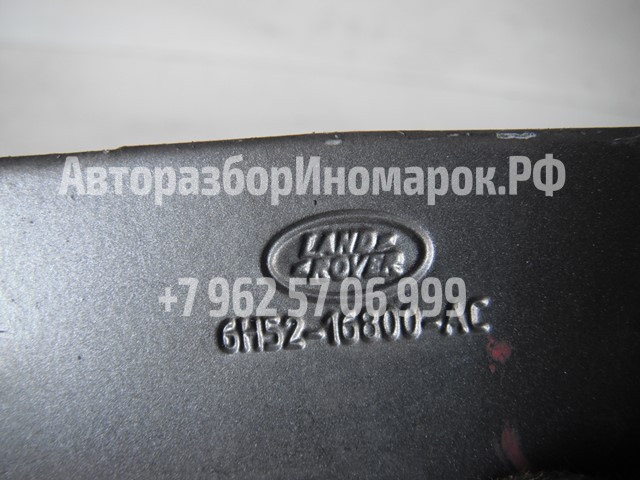 АвторазборИномарок.РФ
LAND
ROVER
+7 962 57 06 999
6H52-16800-AC